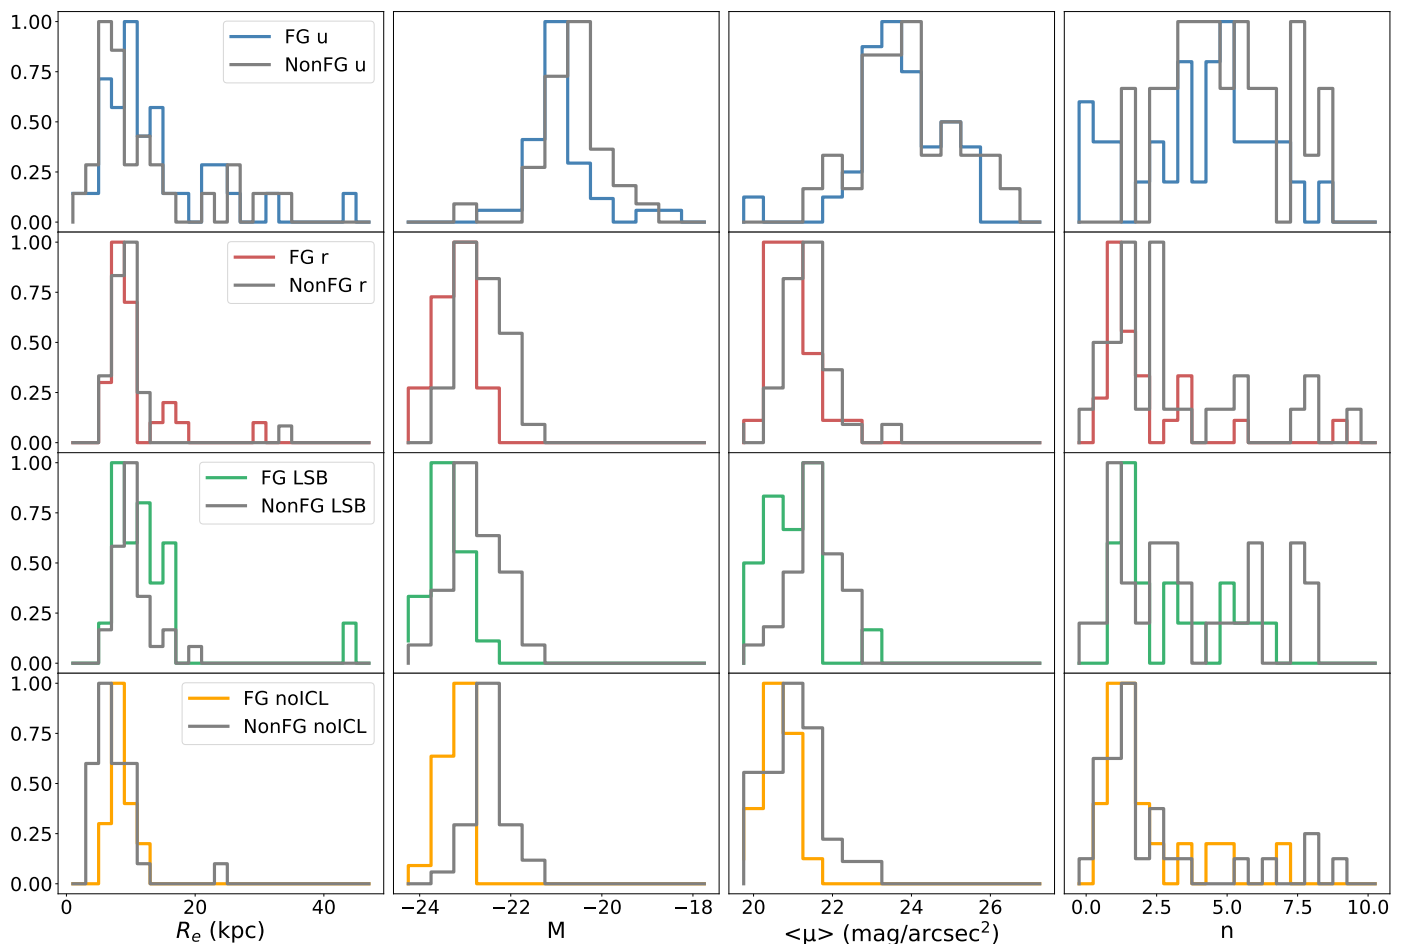 1.00
0.75
0.50
0.25
0.00
FG u
NonFG u
1.00
0.75
0.50
0.25
0.00
FG r
NonFG r
1.00
0.75
0.50
0.25
0.00
FG LSB
NonFG LSB
1.00
0.75
0.50
0.25
0.00
FG noICL
NonFG noICL
0 20 40
−24 −22 −20 −18
20 22 24 26
0.0 2.5 5.0 7.5 10.0
R_e (kpc)
M
<μ> (mag/arcsec²)
n